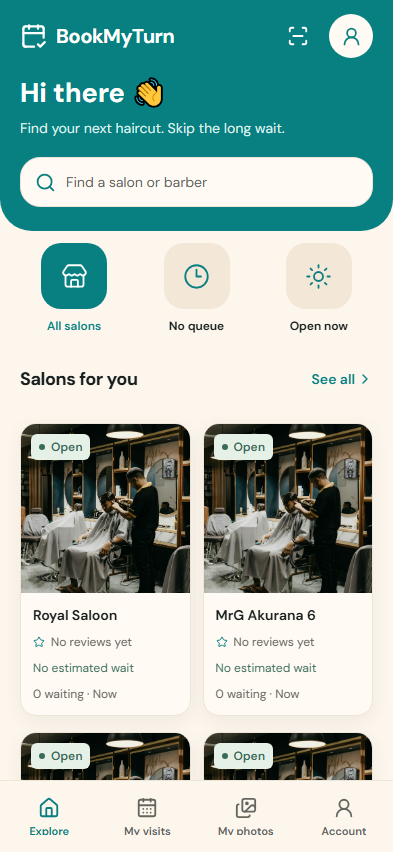 BookMyTurn
Hi there 👋
Find your next haircut. Skip the long wait.
Find a salon or barber
All salons
No queue
Open now
Salons for you
See all
Open
Open
Royal Saloon
MrG Akurana 6
No reviews yet
No reviews yet
No estimated wait
No estimated wait
0 waiting · Now
0 waiting · Now
Open
Open
Explore
My visits
My photos
Account